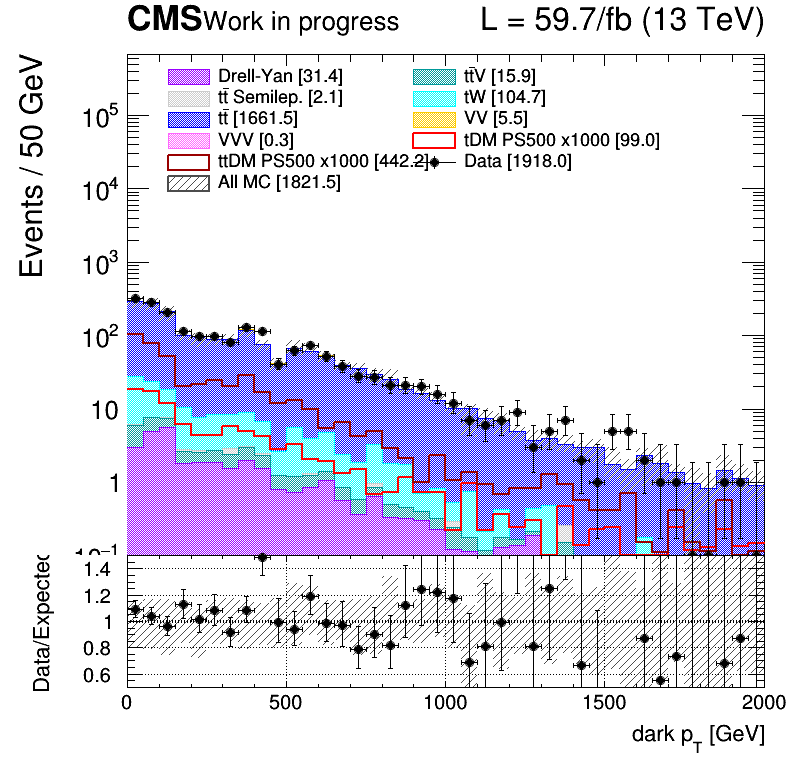 CMS Work in progress L = 59.7/fb (13 TeV)
Events / 50 GeV
Drell-Yan [31.4] tt̄V [15.9]
tt̄ Semilep. [2.1] tW [104.7]
tt̄ [1661.5] VV [5.5]
VVV [0.3] tDM PS500 x1000 [99.0]
ttDM PS500 x1000 [442.2] Data [1918.0]
All MC [1821.5]
10⁵
10⁴
10³
10²
10
1
10⁻¹
Data/Expected
1.4
1.2
1
0.8
0.6
0 500 1000 1500 2000
dark p_T [GeV]